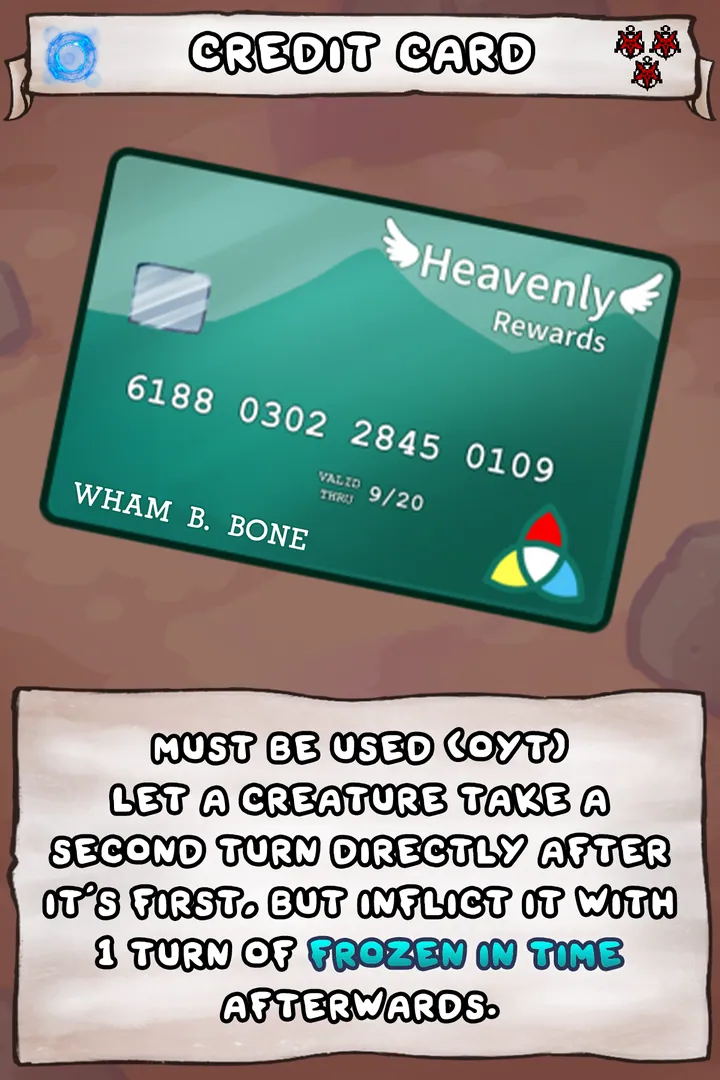 CREDIT CARD
Heavenly
Rewards
6188 0302 2845 0109
VALID
THRU 9/20
WHAM B. BONE
MUST BE USED (OYT)
LET A CREATURE TAKE A
SECOND TURN DIRECTLY AFTER
IT'S FIRST, BUT INFLICT IT WITH
1 TURN OF FROZEN IN TIME
AFTERWARDS.